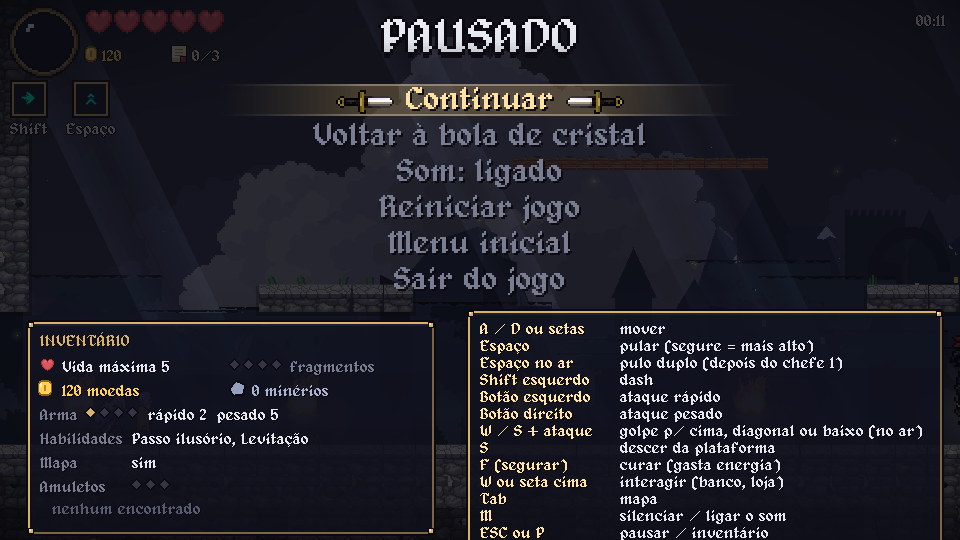 PAUSADO
00:11
120
0/3
Shift
Espaço
Continuar
Voltar à bola de cristal
Som: ligado
Reiniciar jogo
Menu inicial
Sair do jogo
INVENTÁRIO
Vida máxima 5
fragmentos
120 moedas
0 minérios
Arma
rápido 2 pesado 5
Habilidades Passo ilusório, Levitação
Mapa sim
Amuletos
nenhum encontrado
A / D ou setas mover
Espaço pular (segure = mais alto)
Espaço no ar pulo duplo (depois do chefe 1)
Shift esquerdo dash
Botão esquerdo ataque rápido
Botão direito ataque pesado
W / S + ataque golpe p/ cima, diagonal ou baixo (no ar)
S descer da plataforma
F (segurar) curar (gasta energia)
W ou seta cima interagir (banco, loja)
Tab mapa
M silenciar / ligar o som
ESC ou P pausar / inventário